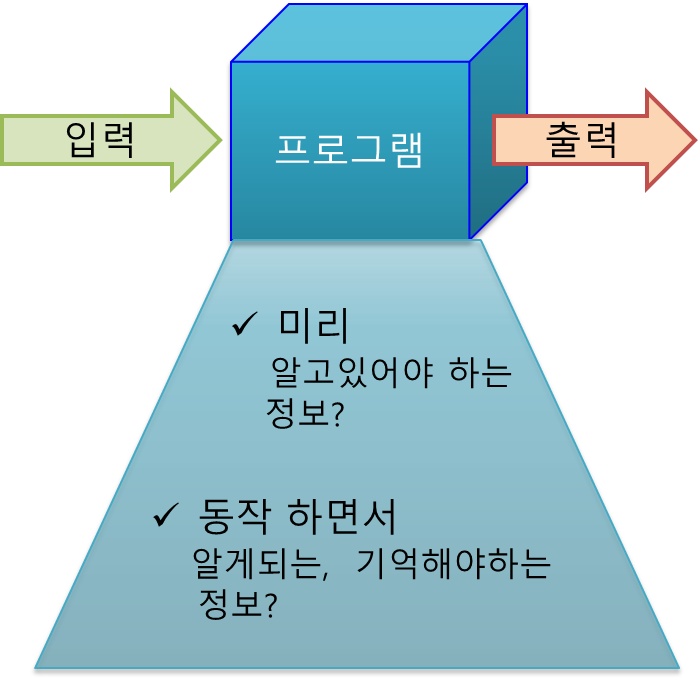 입력
프로그램
출력
✓ 미리
알고있어야 하는
정보?
✓ 동작 하면서
알게되는, 기억해야하는
정보?